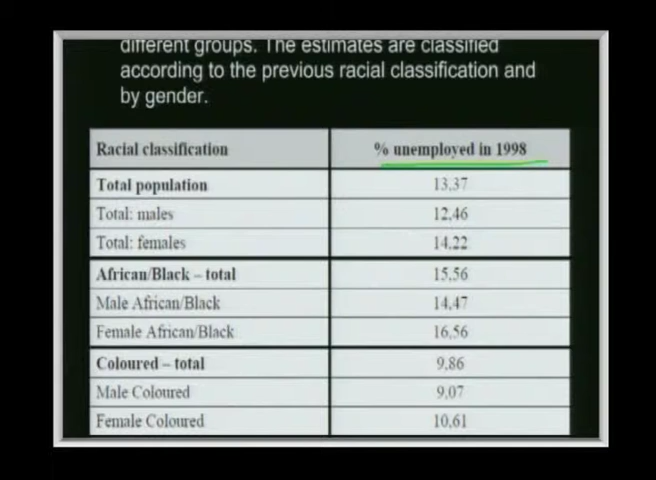 different groups. The estimates are classified
according to the previous racial classification and
by gender.
Racial classification % unemployed in 1998
Total population 13,37
Total: males 12,46
Total: females 14,22
African/Black – total 15,56
Male African/Black 14,47
Female African/Black 16,56
Coloured – total 9,86
Male Coloured 9,07
Female Coloured 10,61